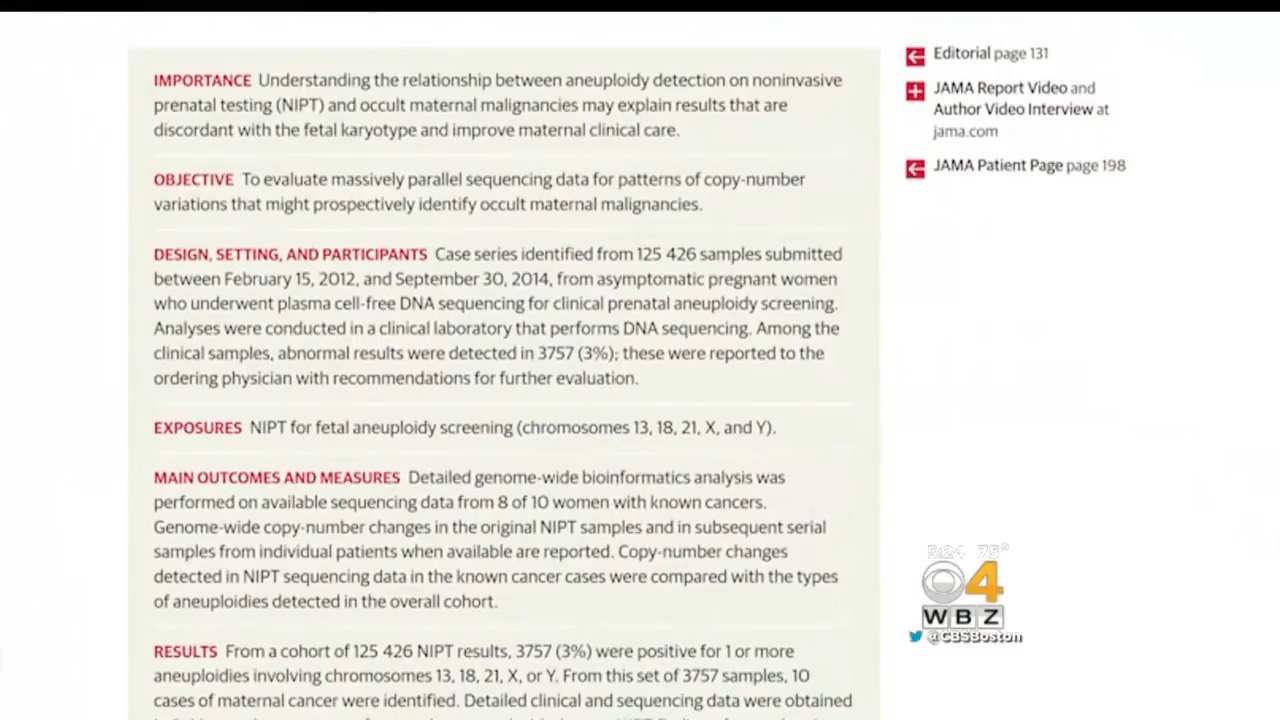 IMPORTANCE Understanding the relationship between aneuploidy detection on noninvasive
prenatal testing (NIPT) and occult maternal malignancies may explain results that are
discordant with the fetal karyotype and improve maternal clinical care.
OBJECTIVE To evaluate massively parallel sequencing data for patterns of copy-number
variations that might prospectively identify occult maternal malignancies.
DESIGN, SETTING, AND PARTICIPANTS Case series identified from 125 426 samples submitted
between February 15, 2012, and September 30, 2014, from asymptomatic pregnant women
who underwent plasma cell-free DNA sequencing for clinical prenatal aneuploidy screening.
Analyses were conducted in a clinical laboratory that performs DNA sequencing. Among the
clinical samples, abnormal results were detected in 3757 (3%); these were reported to the
ordering physician with recommendations for further evaluation.
EXPOSURES NIPT for fetal aneuploidy screening (chromosomes 13, 18, 21, X, and Y).
MAIN OUTCOMES AND MEASURES Detailed genome-wide bioinformatics analysis was
performed on available sequencing data from 8 of 10 women with known cancers.
Genome-wide copy-number changes in the original NIPT samples and in subsequent serial
samples from individual patients when available are reported. Copy-number changes
detected in NIPT sequencing data in the known cancer cases were compared with the types
of aneuploidies detected in the overall cohort.
RESULTS From a cohort of 125 426 NIPT results, 3757 (3%) were positive for 1 or more
aneuploidies involving chromosomes 13, 18, 21, X, or Y. From this set of 3757 samples, 10
cases of maternal cancer were identified. Detailed clinical and sequencing data were obtained
Editorial page 131
JAMA Report Video and
Author Video Interview at
jama.com
JAMA Patient Page page 198
5:24 75°
4
WBZ
@CBSBoston